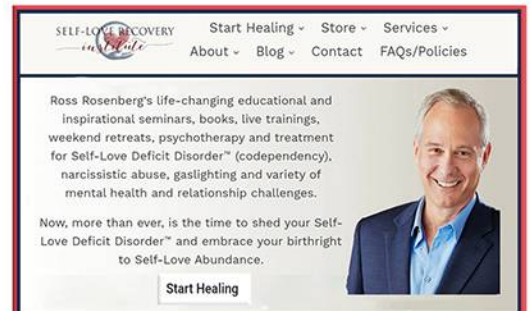 SELF-LOVE RECOVERY
institute
Start Healing Store Services
About Blog Contact FAQs/Policies
Ross Rosenberg's life-changing educational and
inspirational seminars, books, live trainings,
weekend retreats, psychotherapy and treatment
for Self-Love Deficit Disorder™ (codependency),
narcissistic abuse, gaslighting and variety of
mental health and relationship challenges.
Now, more than ever, is the time to shed your Self-
Love Deficit Disorder™ and embrace your birthright
to Self-Love Abundance.
Start Healing